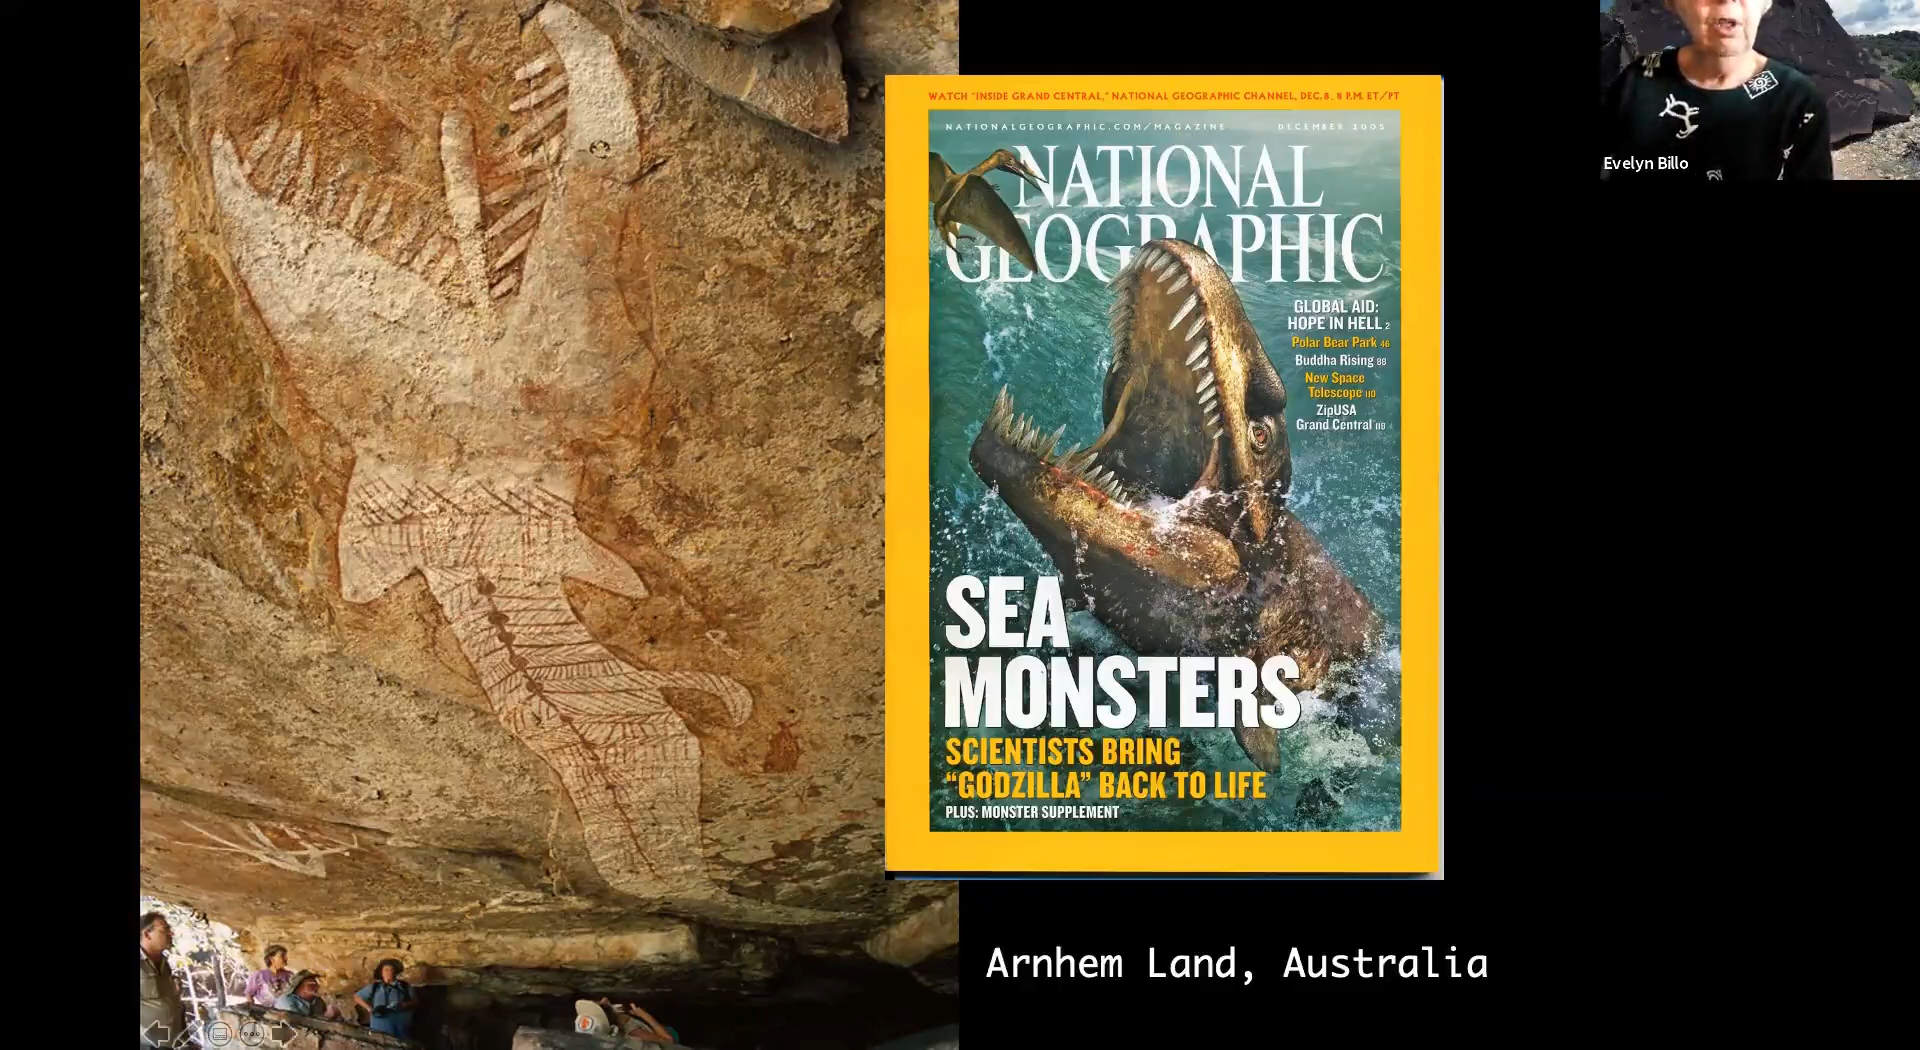 WATCH "INSIDE GRAND CENTRAL," NATIONAL GEOGRAPHIC CHANNEL, DEC. 8, 8 P.M. ET/PT
NATIONALGEOGRAPHIC.COM/MAGAZINE DECEMBER 2005
NATIONAL
GEOGRAPHIC
GLOBAL AID:
HOPE IN HELL 2
Polar Bear Park 46
Buddha Rising 88
New Space
Telescope 110
ZipUSA
Grand Central 118
SEA
MONSTERS
SCIENTISTS BRING
“GODZILLA” BACK TO LIFE
PLUS: MONSTER SUPPLEMENT
Arnhem Land, Australia
Evelyn Billo